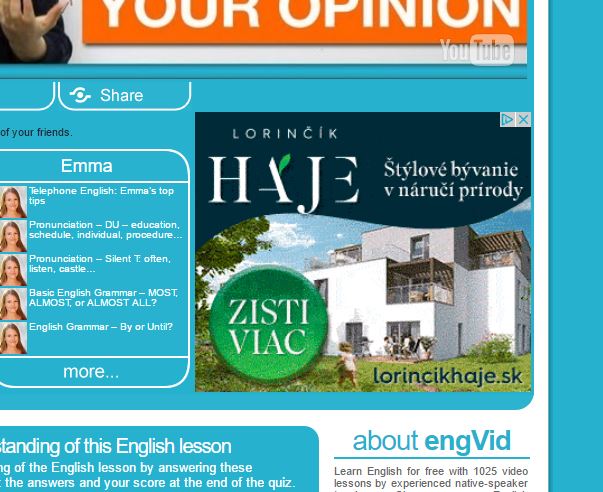 YOUR OPINION
YouTube
Share
of your friends.
Emma
Telephone English: Emma's top
tips
Pronunciation – DU – education,
schedule, individual, procedure...
Pronunciation – Silent T: often,
listen, castle...
Basic English Grammar – MOST,
ALMOST, or ALMOST ALL?
English Grammar – By or Until?
more...
LORINČÍK
HÁJE
Štýlové bývanie
v náručí prírody
ZISTI
VIAC
lorincikhaje.sk
standing of this English lesson
ng of the English lesson by answering these
t the answers and your score at the end of the quiz.
about engVid
Learn English for free with 1025 video
lessons by experienced native-speaker